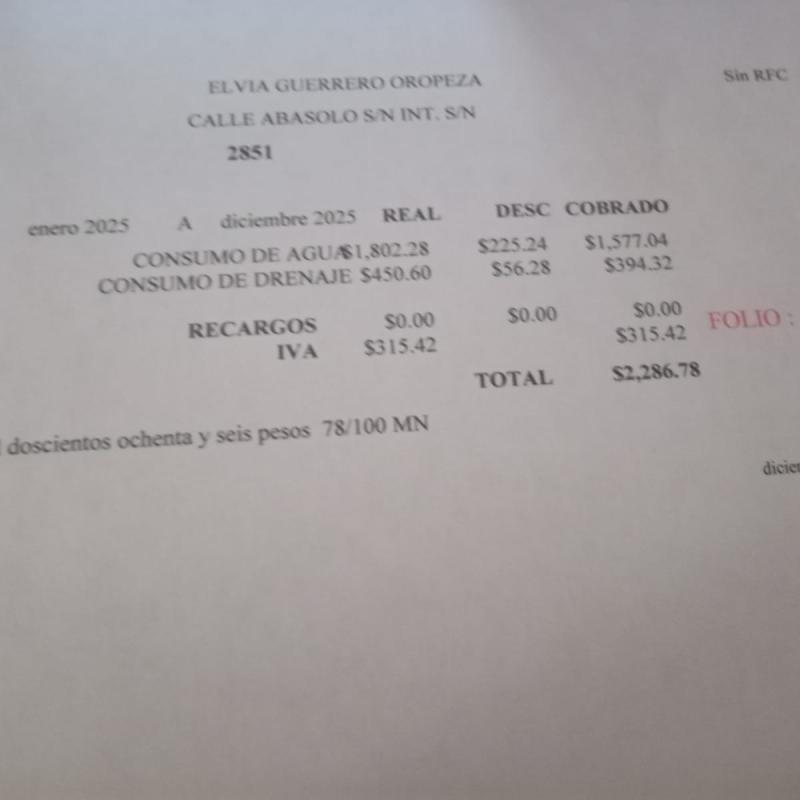 ELVIA GUERRERO OROPEZA
Sin RFC
CALLE ABASOLO S/N INT. S/N
2851
enero 2025 A diciembre 2025 REAL DESC COBRADO
CONSUMO DE AGUA $1,802.28 $225.24 $1,577.04
CONSUMO DE DRENAJE $450.60 $56.28 $394.32
RECARGOS $0.00 $0.00 $0.00
FOLIO :
IVA $315.42 $315.42
TOTAL $2,286.78
doscientos ochenta y seis pesos 78/100 MN